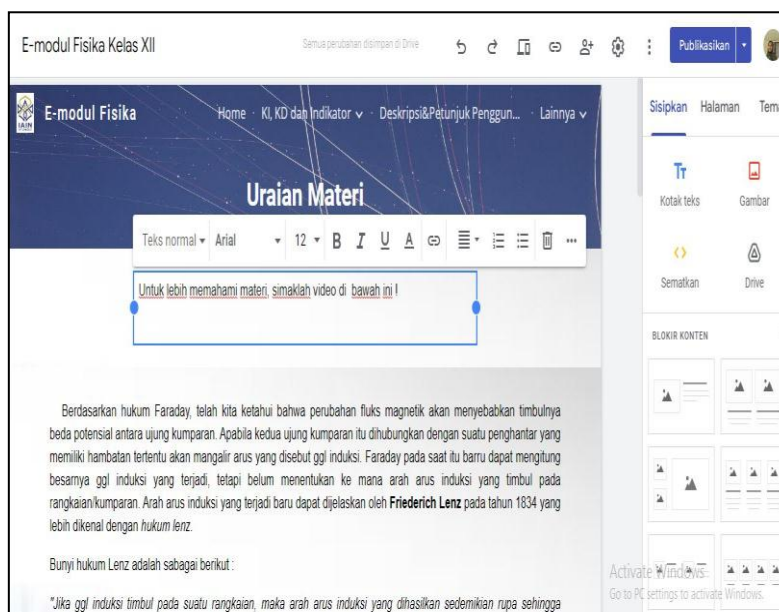 E-modul Fisika Kelas XII
Semua perubahan disimpan di Drive
Publikasikan
IAIN
E-modul Fisika
Home · KI, KD dan Indikator · Deskripsi&Petunjuk Penggun... · Lainnya
Uraian Materi
Teks normal Arial 12 B I U A
Untuk lebih memahami materi, simaklah video di bawah ini !
Berdasarkan hukum Faraday, telah kita ketahui bahwa perubahan fluks magnetik akan menyebabkan timbulnya
beda potensial antara ujung kumparan. Apabila kedua ujung kumparan itu dihubungkan dengan suatu penghantar yang
memiliki hambatan tertentu akan mangalir arus yang disebut ggl induksi. Faraday pada saat itu barru dapat mengitung
besarnya ggl induksi yang terjadi, tetapi belum menentukan ke mana arah arus induksi yang timbul pada
rangkaian/kumparan. Arah arus induksi yang terjadi baru dapat dijelaskan oleh Friederich Lenz pada tahun 1834 yang
lebih dikenal dengan hukum lenz.
Bunyi hukum Lenz adalah sebagai berikut :
"Jika ggl induksi timbul pada suatu rangkaian, maka arah arus induksi yang dihasilkan sedemikian rupa sehingga
Sisipkan Halaman Tema
Tт
Kotak teks Gambar
Sematkan Drive
BLOKIR KONTEN
Activate Windows
Go to PC settings to activate Windows.